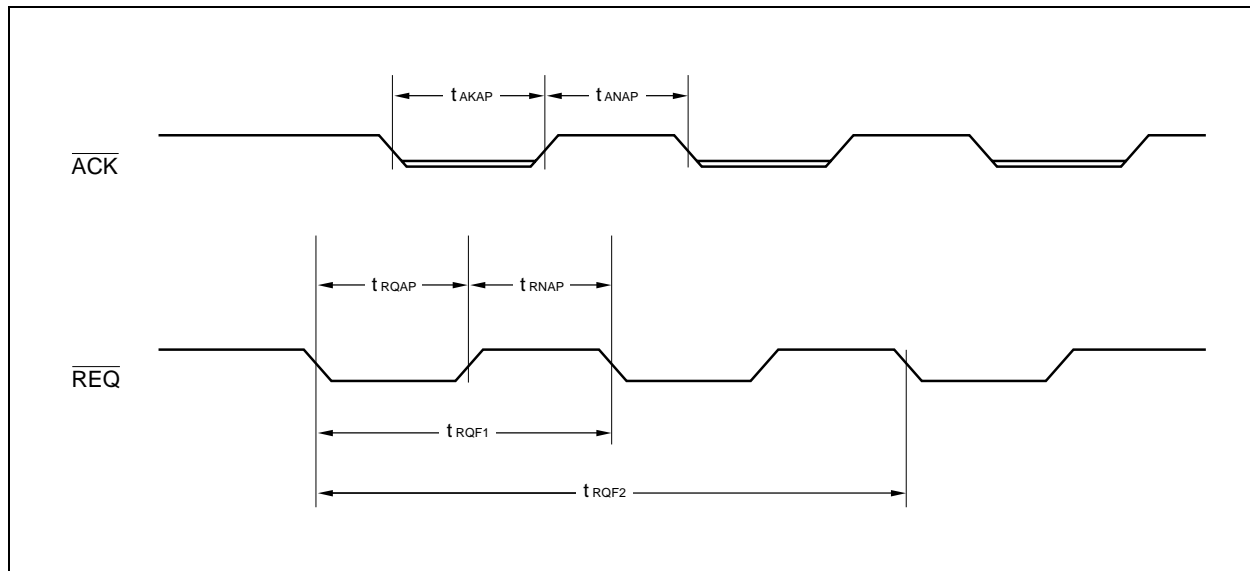 t AKAP
t ANAP
ACK
t RQAP
t RNAP
REQ
t RQF1
t RQF2